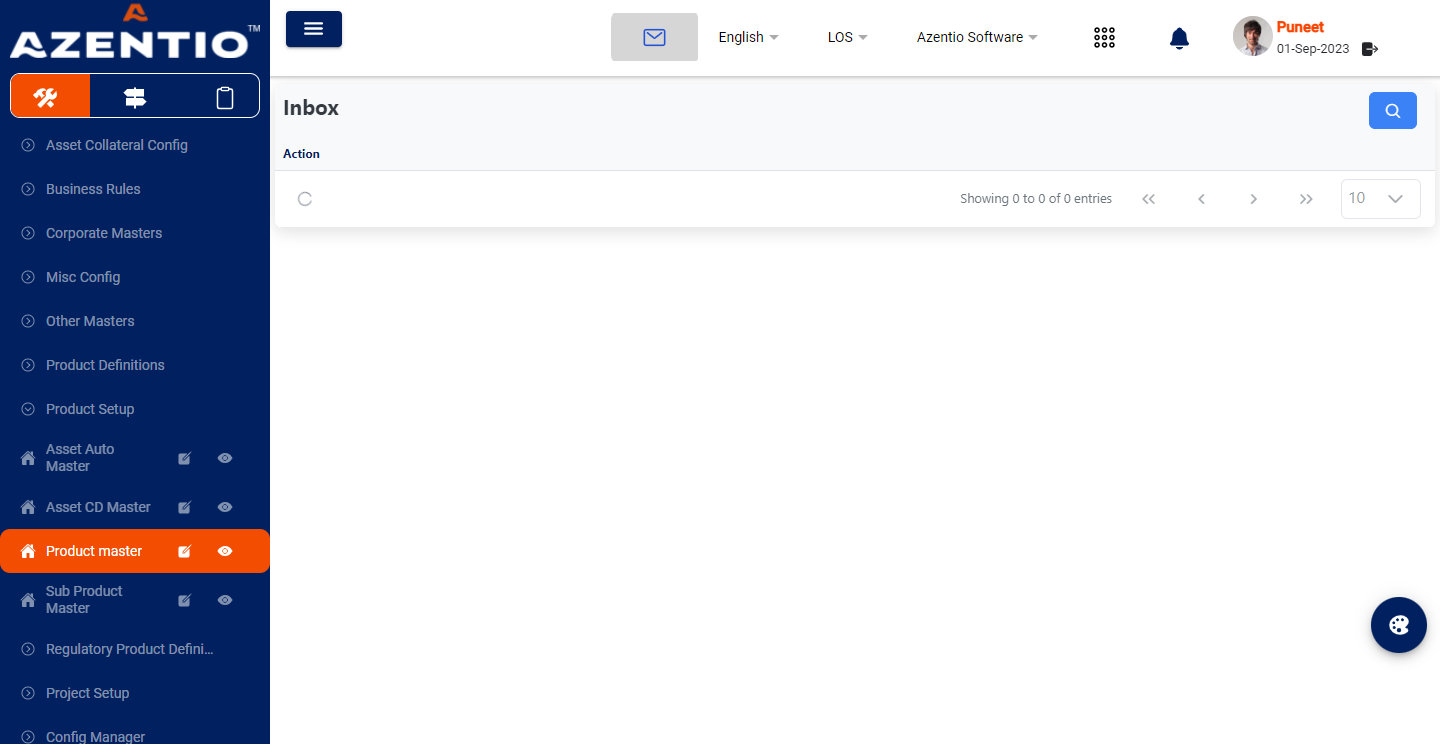 AZENTIO™
English
LOS
Azentio Software
Puneet
01-Sep-2023
Inbox
Action
Showing 0 to 0 of 0 entries
10
Asset Collateral Config
Business Rules
Corporate Masters
Misc Config
Other Masters
Product Definitions
Product Setup
Asset Auto
Master
Asset CD Master
Product master
Sub Product
Master
Regulatory Product Defini...
Project Setup
Config Manager